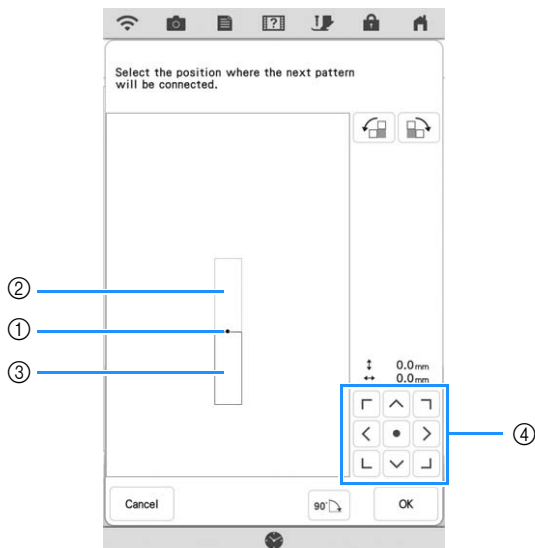 Select the position where the next pattern
will be connected.
②
①
③
0.0mm
0.0mm
④
Cancel
90°
OK